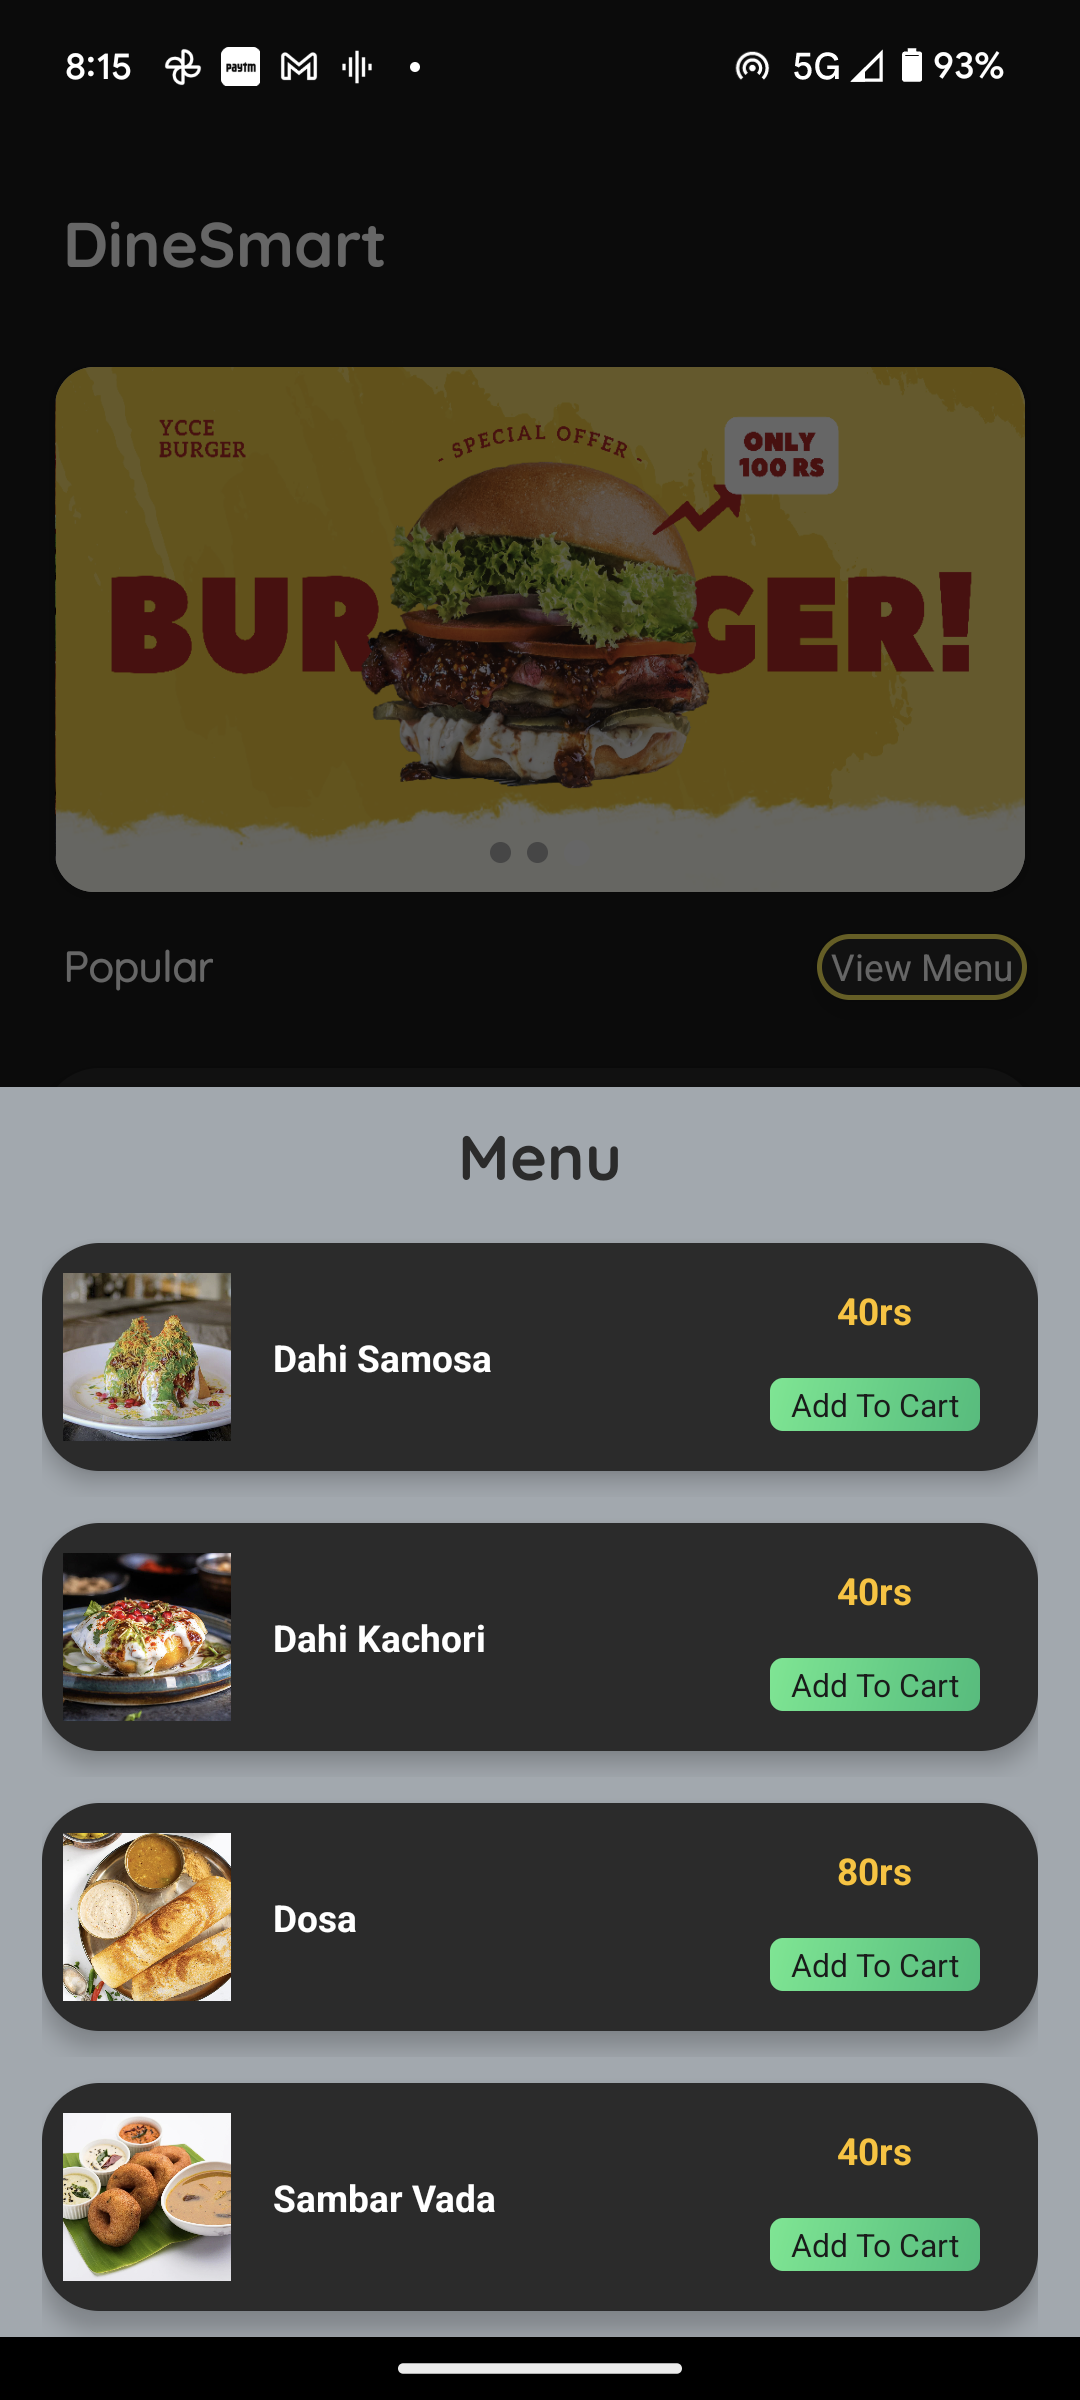 8:15 paytm 5G 93%
DineSmart
YCCE
BURGER
- SPECIAL OFFER -
ONLY
100 RS
BURGER!
Popular
View Menu
Menu
Dahi Samosa
40rs
Add To Cart
Dahi Kachori
40rs
Add To Cart
Dosa
80rs
Add To Cart
Sambar Vada
40rs
Add To Cart